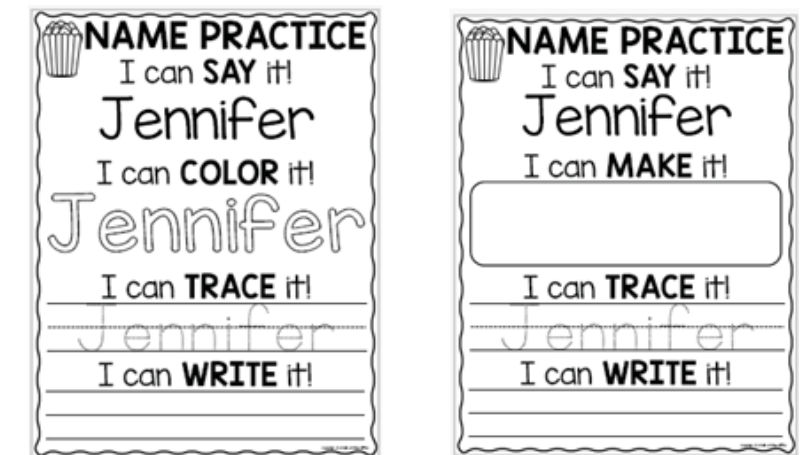 NAME PRACTICE
I can SAY it!
Jennifer
I can COLOR it!
Jennifer
I can TRACE it!
Jennifer
I can WRITE it!
NAME PRACTICE
I can SAY it!
Jennifer
I can MAKE it!
I can TRACE it!
Jennifer
I can WRITE it!